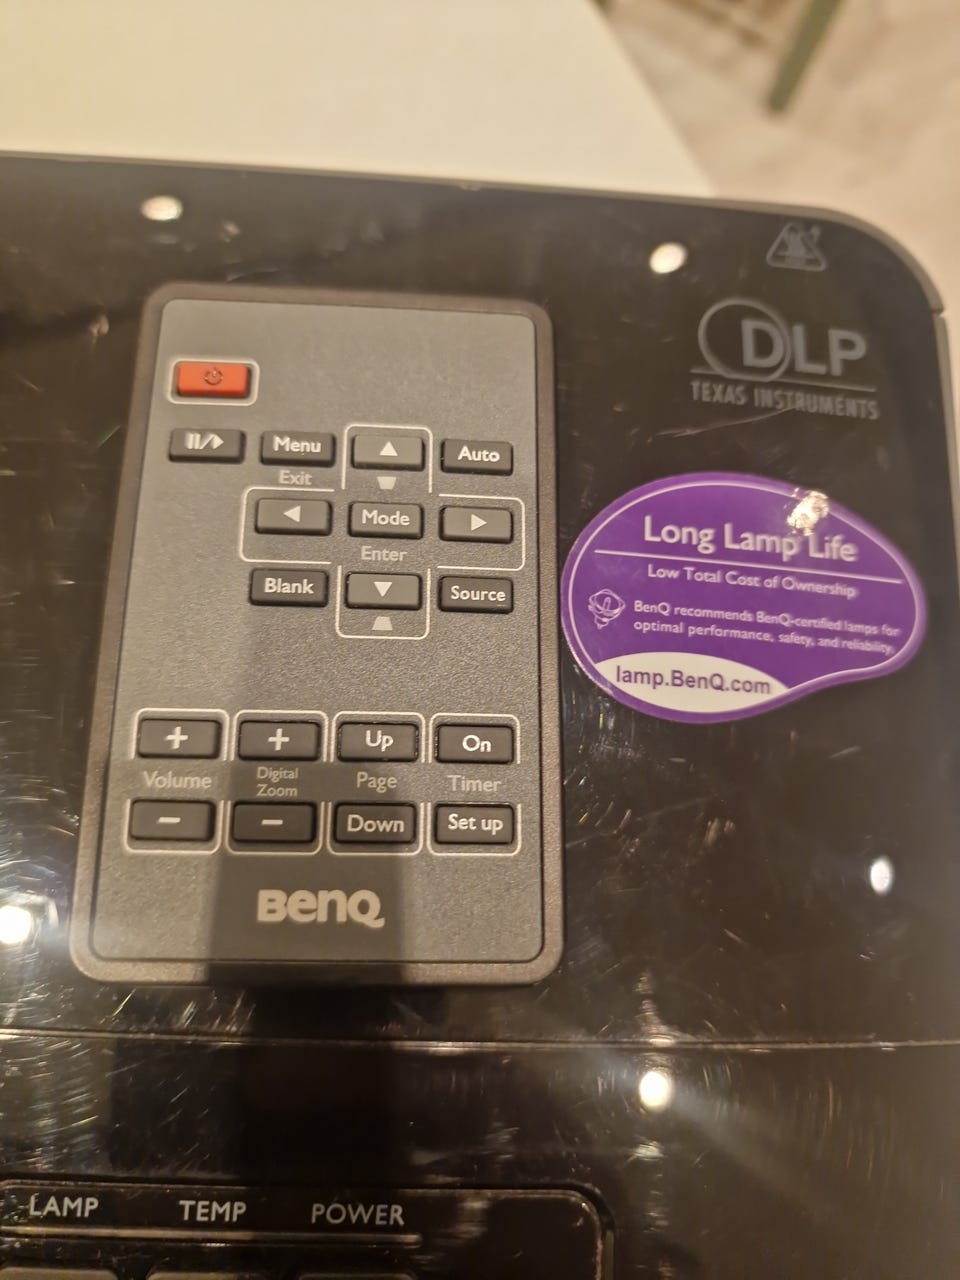 DLP
TEXAS INSTRUMENTS
Menu
Auto
Exit
Mode
Enter
Blank
Source
+ + Up On
Volume Digital Zoom Page Timer
- - Down Set up
BenQ
Long Lamp Life
Low Total Cost of Ownership
BenQ recommends BenQ-certified lamps for
optimal performance, safety, and reliability.
lamp.BenQ.com
LAMP TEMP POWER